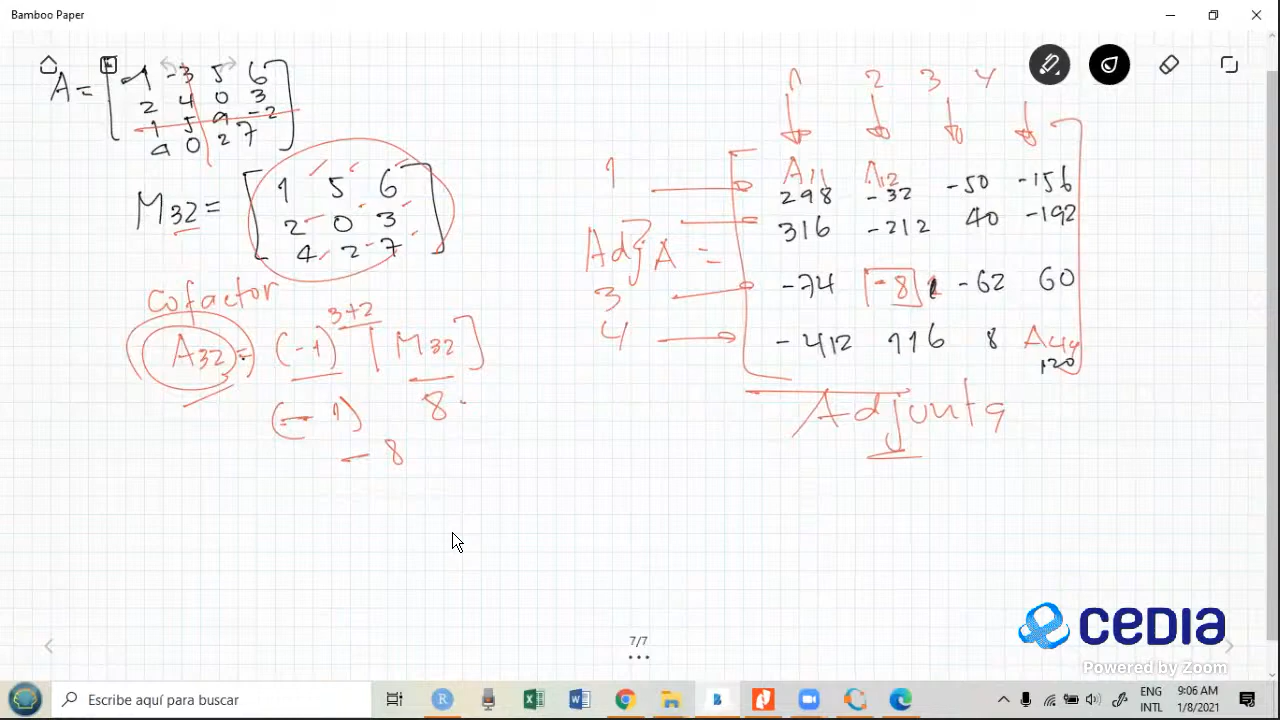 Bamboo Paper
A = [ -1 -3 5 6
2 4 0 3
1 5 9 -2
9 0 2 7 ]
M32 = [ 1 5 6
2 0 3
4 2 7 ]
Cofactor
A32 = (-1) 3+2 [M32]
(-1) 8
- 8
1 2 3 4
1
Adj A =
3
4
A11 A12
298 -32 -50 -156
316 -212 40 -192
-74 -8 -62 60
-412 116 8 A44
120
Adjunta
7/7
CEDIA
Powered by Zoom
Escribe aquí para buscar
ENG
INTL
9:06 AM
1/8/2021